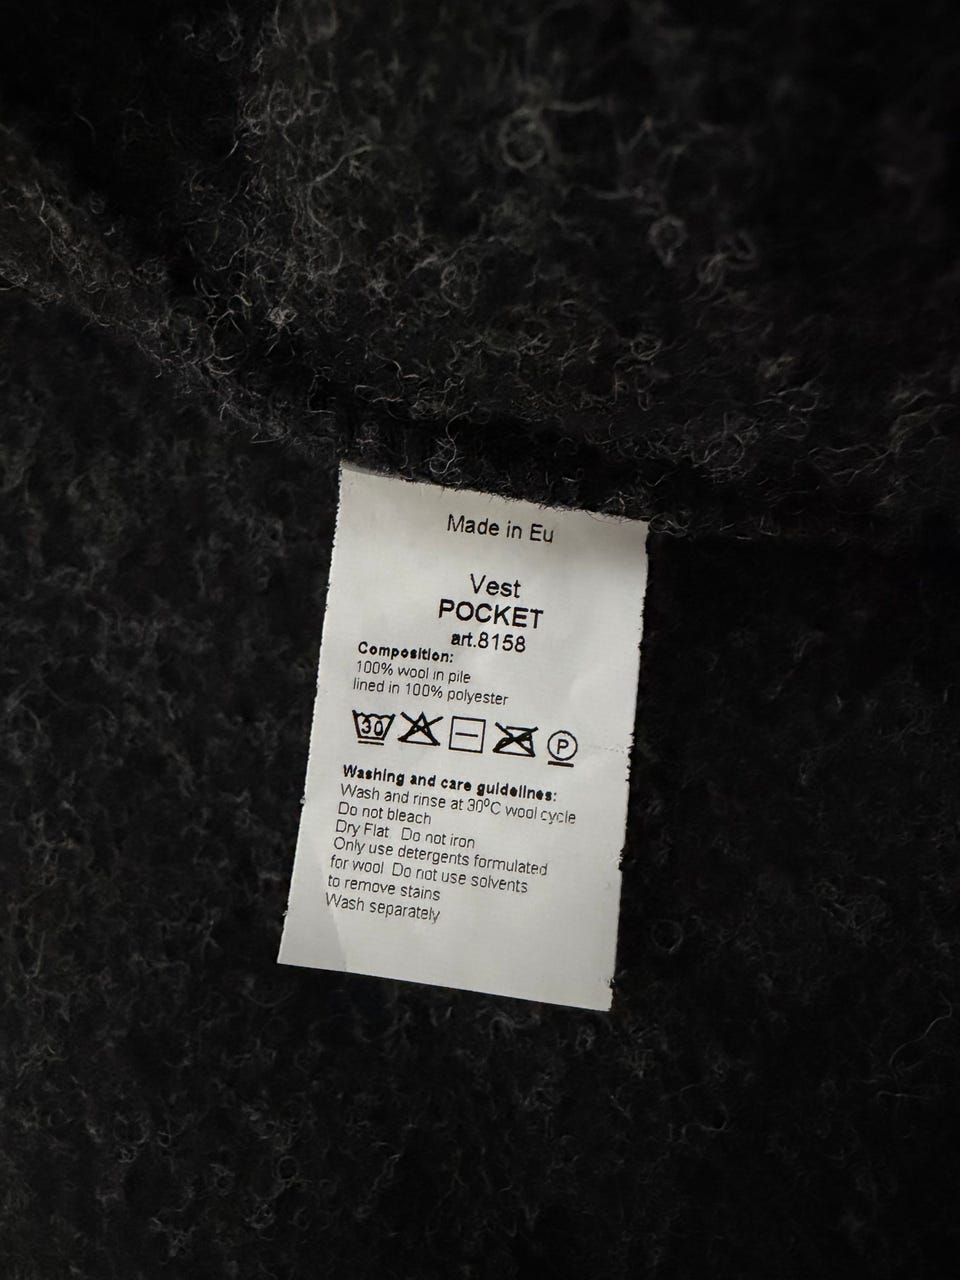 Made in Eu
Vest
POCKET
art.8158
Composition:
100% wool in pile
lined in 100% polyester
30 P
Washing and care guidelines:
Wash and rinse at 30ºC wool cycle
Do not bleach
Dry Flat Do not iron
Only use detergents formulated
for wool Do not use solvents
to remove stains
Wash separately